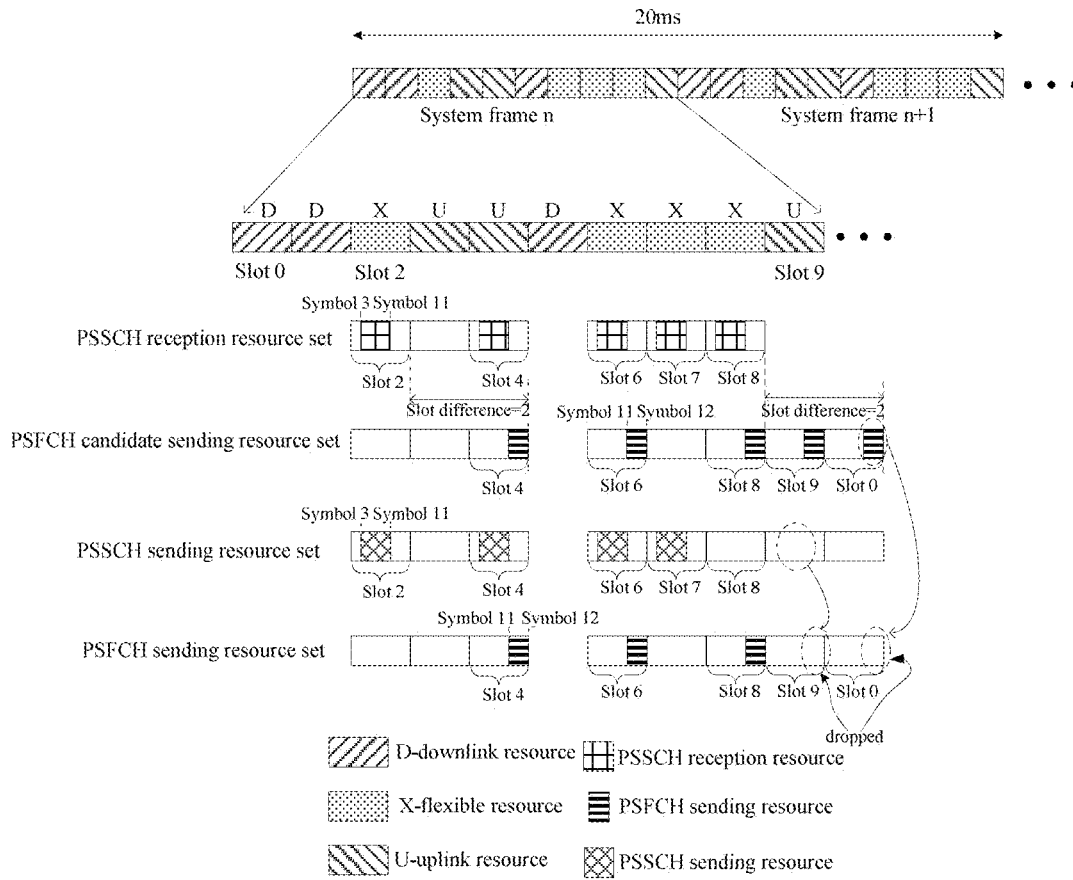 20ms
System frame n System frame n+1
D D X U U D X X X U
Slot 0 Slot 2 Slot 9
Symbol 3 Symbol 11
PSSCH reception resource set
Slot 2 Slot 4 Slot 6 Slot 7 Slot 8
Slot difference=2 Symbol 11 Symbol 12 Slot difference=2
PSFCH candidate sending resource set
Slot 4 Slot 6 Slot 8 Slot 9 Slot 0
Symbol 3 Symbol 11
PSSCH sending resource set
Slot 2 Slot 4 Slot 6 Slot 7 Slot 8
Symbol 11 Symbol 12
PSFCH sending resource set
Slot 4 Slot 6 Slot 8 Slot 9 Slot 0
dropped
D-downlink resource PSSCH reception resource
X-flexible resource PSFCH sending resource
U-uplink resource PSSCH sending resource